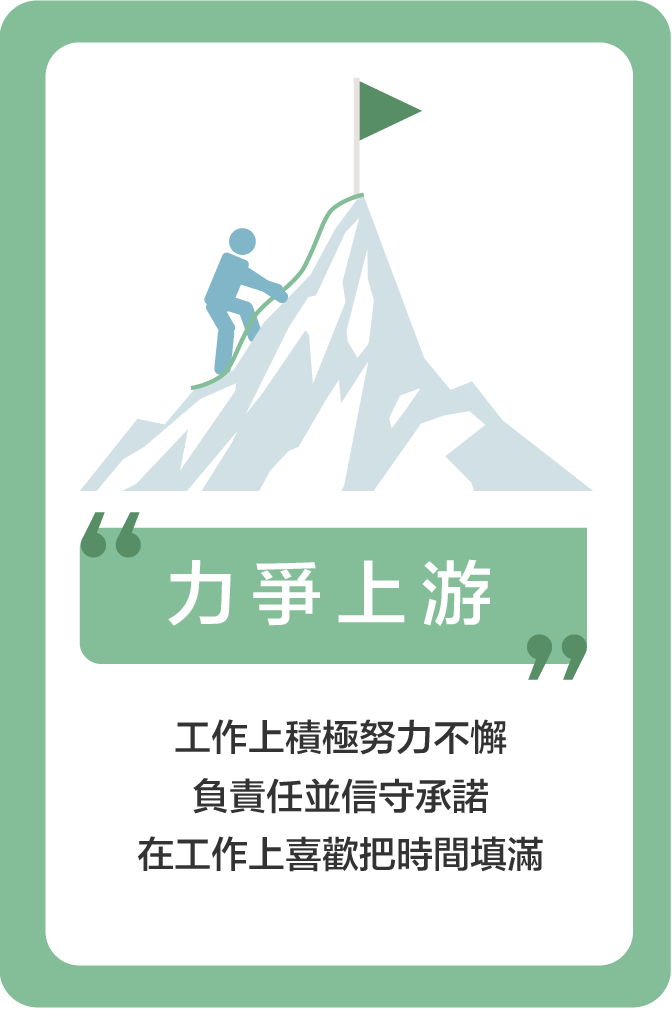 力爭上游
工作上積極努力不懈
負責任並信守承諾
在工作上喜歡把時間填滿